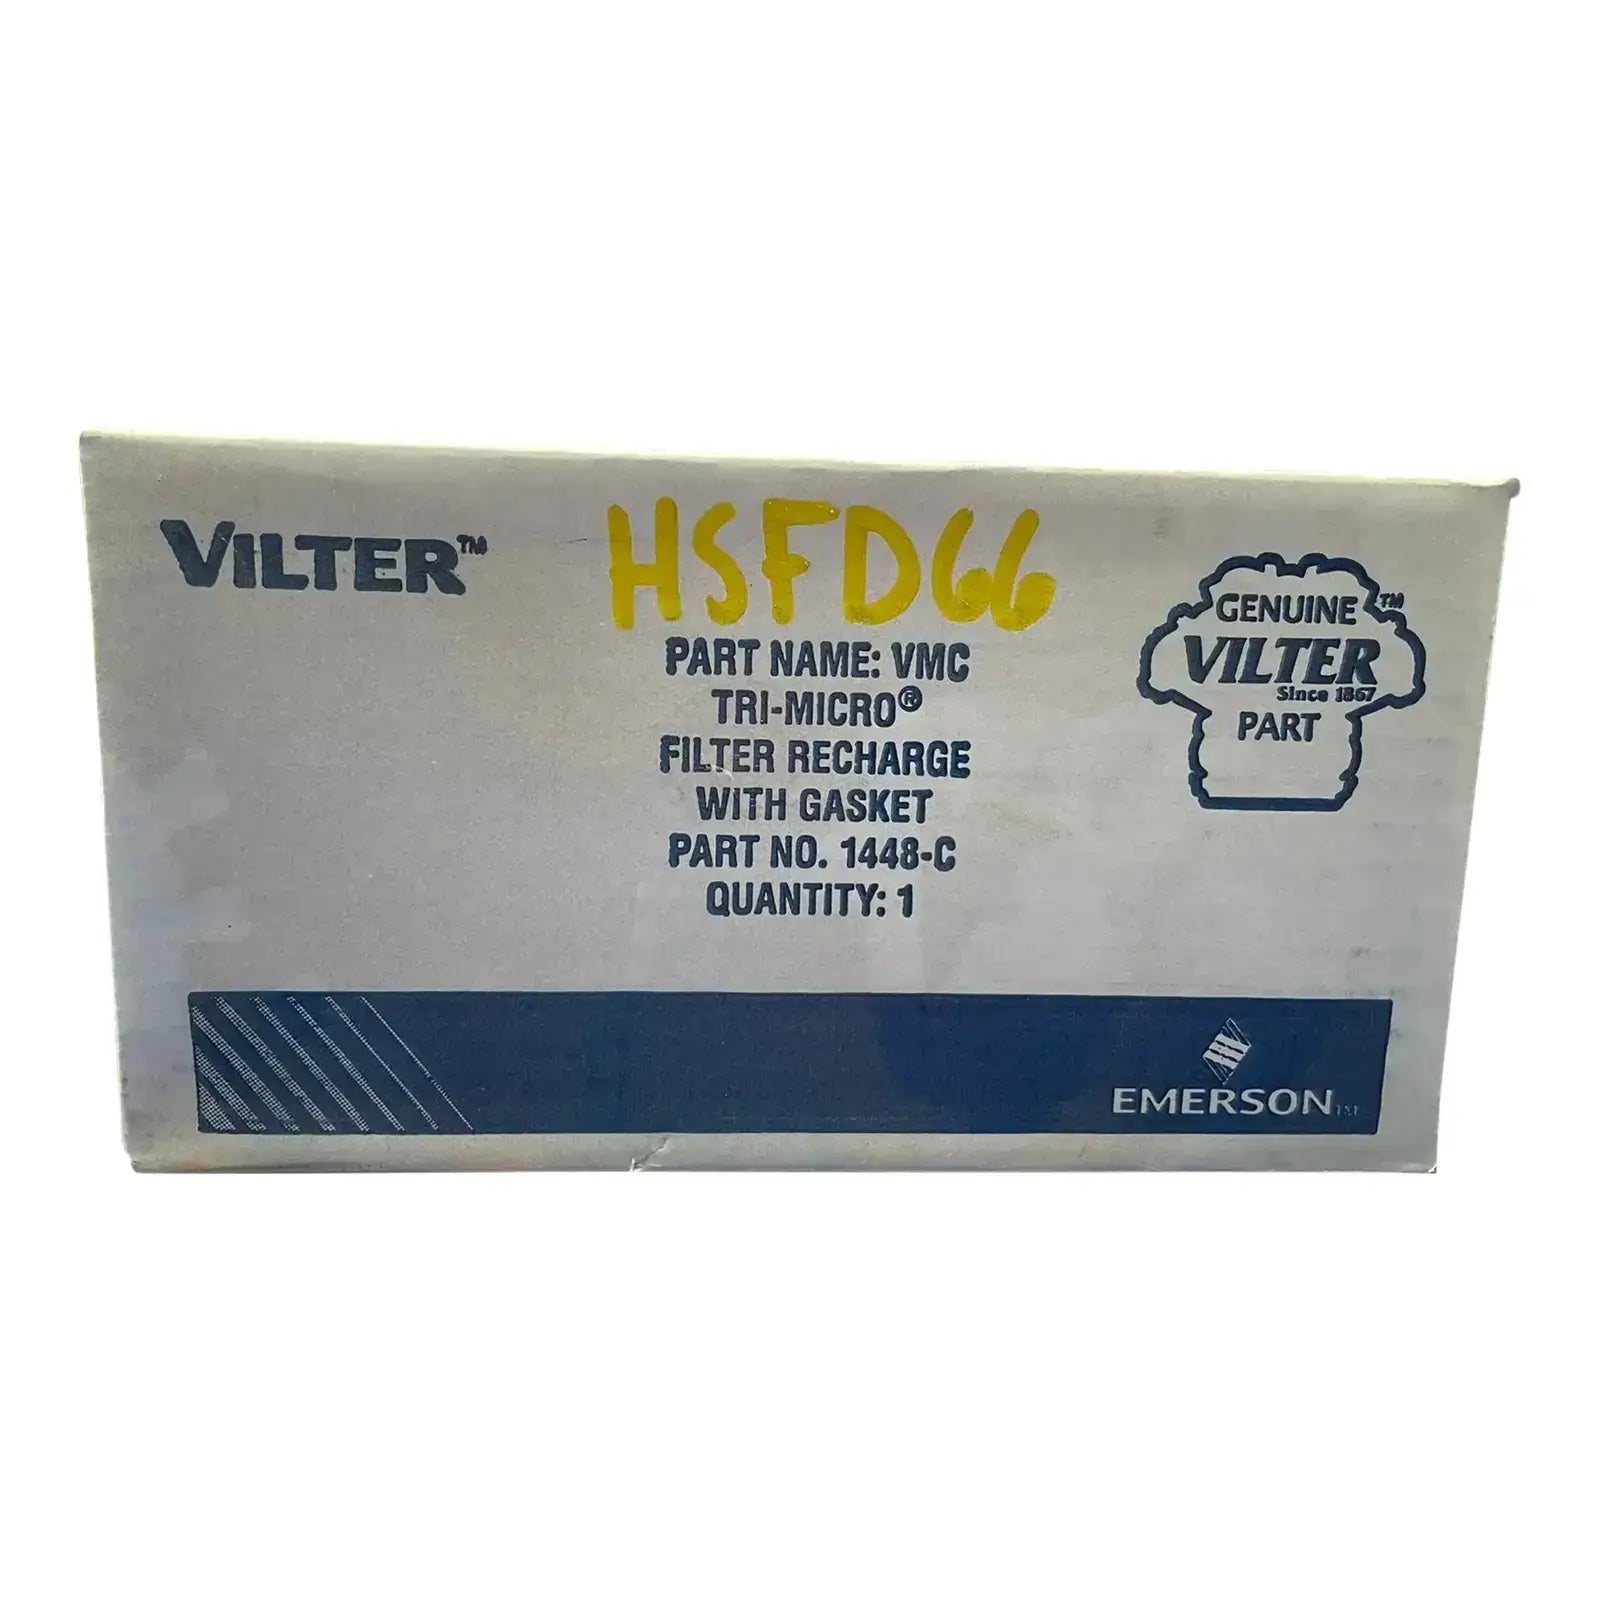 VILTER™
HSFD66
PART NAME: VMC
TRI-MICRO®
FILTER RECHARGE
WITH GASKET
PART NO. 1448-C
QUANTITY: 1
GENUINE™
VILTER
Since 1867
PART
EMERSON™